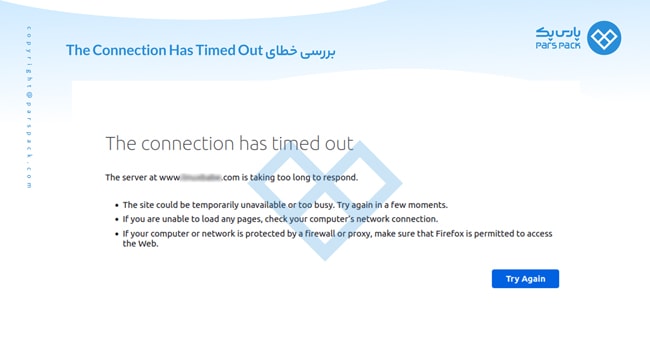 پارس پک
PARS PACK
بررسی خطای The Connection Has Timed Out
copyright@parspack.com
The connection has timed out
The server at www. .com is taking too long to respond.
• The site could be temporarily unavailable or too busy. Try again in a few moments.
• If you are unable to load any pages, check your computer's network connection.
• If your computer or network is protected by a firewall or proxy, make sure that Firefox is permitted to access
the Web.
Try Again